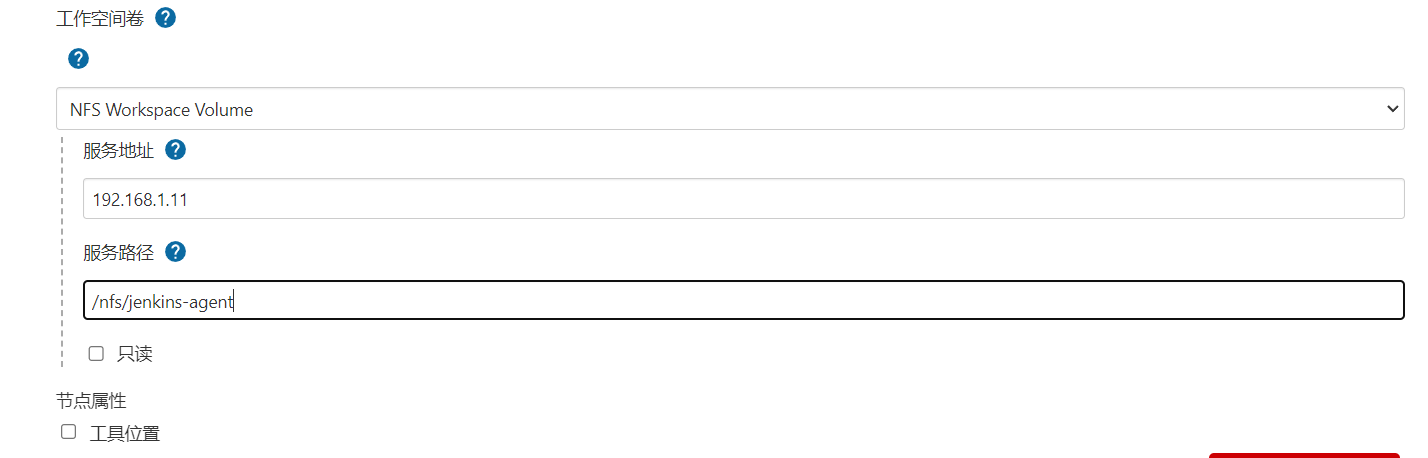 工作空间卷 ?
?
NFS Workspace Volume
服务地址 ?
192.168.1.11
服务路径 ?
/nfs/jenkins-agent
只读
节点属性
工具位置